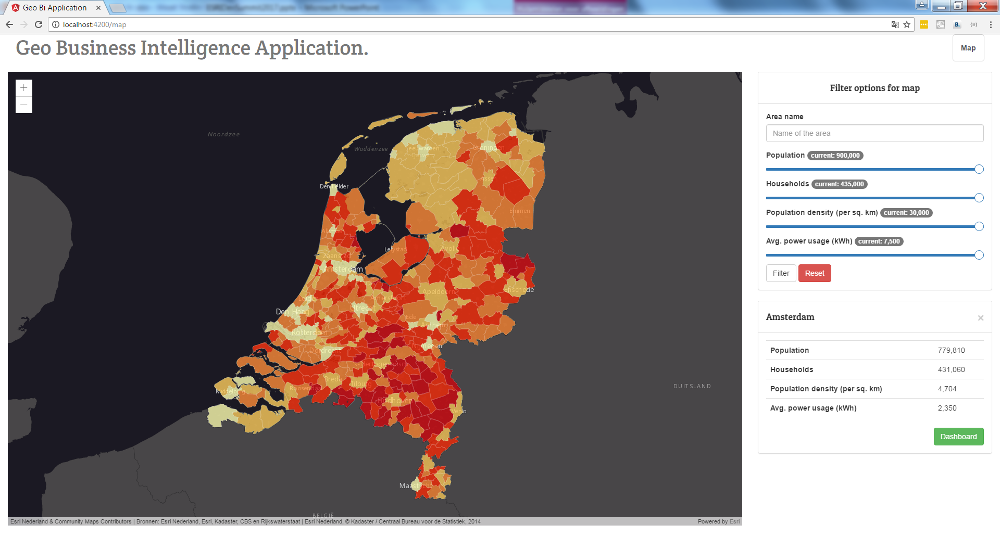 Geo Bi Application
localhost:4200/map
Geo Business Intelligence Application.
Map
Noordzee
Waddenzee
Leeuwarden
Groningen
Den Helder
Assen
Emmen
Alkmaar
Lelystad
Zwolle
Zaanstad
Amsterdam
Enschede
Apeldoorn
Leiden
Amersfoort
Utrecht
Den Haag
Ede
Arnhem
Rotterdam
Nijmegen
Dordrecht
's-Hertogenbosch
Breda
Tilburg
Roosendaal
Middelburg
Eindhoven
Venlo
DUITSLAND
Maastricht
BELGIË
Esri Nederland & Community Maps Contributors | Bronnen: Esri Nederland, Esri, Kadaster, CBS en Rijkswaterstaat | Esri Nederland, © Kadaster / Centraal Bureau voor de Statistiek, 2014
Powered by Esri
Filter options for map
Area name
Name of the area
Population current: 900,000
Households current: 435,000
Population density (per sq. km) current: 30,000
Avg. power usage (kWh) current: 7,500
Filter Reset
Amsterdam ×
Population 779,810
Households 431,060
Population density (per sq. km) 4,704
Avg. power usage (kWh) 2,350
Dashboard